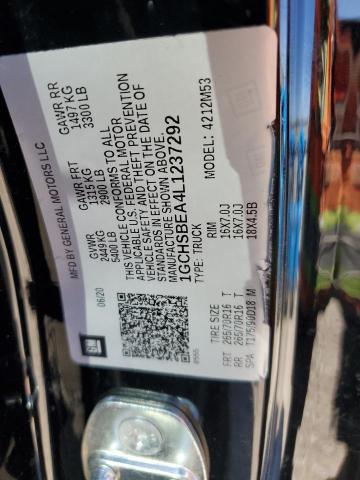 MFD BY GENERAL MOTORS LLC
06/20 GVWR GAWR FRT GAWR RR
2449 KG 1315 KG 1497 KG
5400 LB 2900 LB 3300 LB
THIS VEHICLE CONFORMS TO ALL
APPLICABLE U.S. FEDERAL MOTOR
VEHICLE SAFETY AND THEFT PREVENTION
STANDARDS IN EFFECT ON THE DATE OF
MANUFACTURE SHOWN ABOVE.
1GCHSBEA4L1237292
TYPE: TRUCK MODEL: 4212M53
TIRE SIZE RIM
FRT 265/70R16 T 16X7.0J
RR 265/70R16 T 16X7.0J
SPA T175/90D18 M 18X4.5B
GM